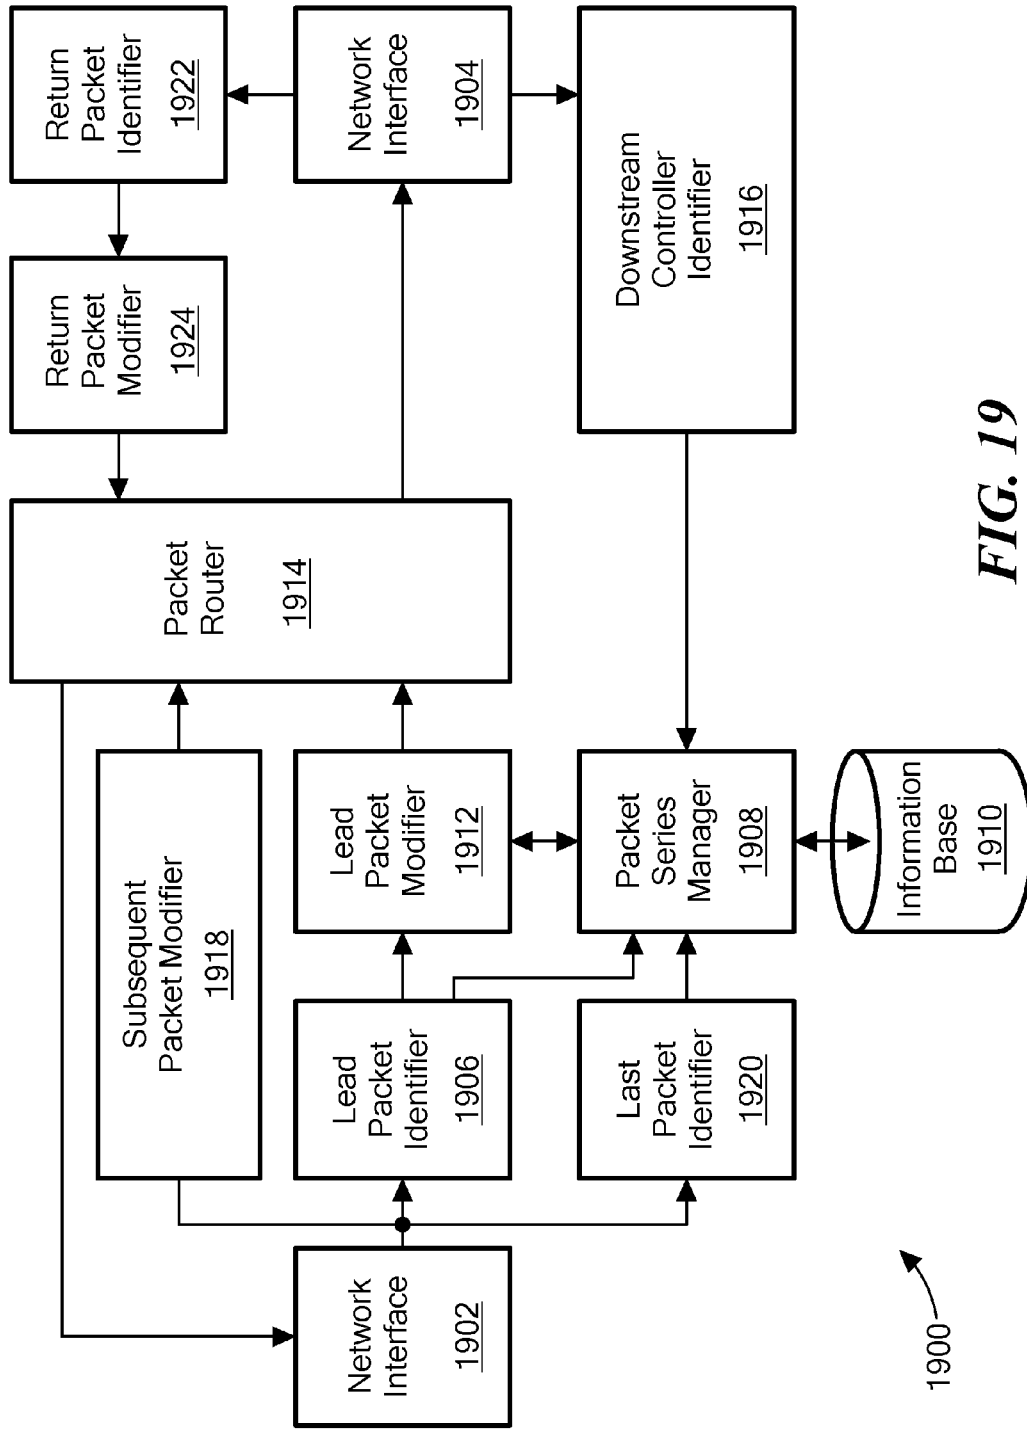 Network
Interface
1902
Subsequent
Packet Modifier
1918
Lead
Packet
Identifier
1906
Last
Packet
Identifier
1920
Lead
Packet
Modifier
1912
Packet
Series
Manager
1908
Information
Base
1910
Packet
Router
1914
Return
Packet
Modifier
1924
Return
Packet
Identifier
1922
Network
Interface
1904
Downstream
Controller
Identifier
1916
1900
FIG. 19